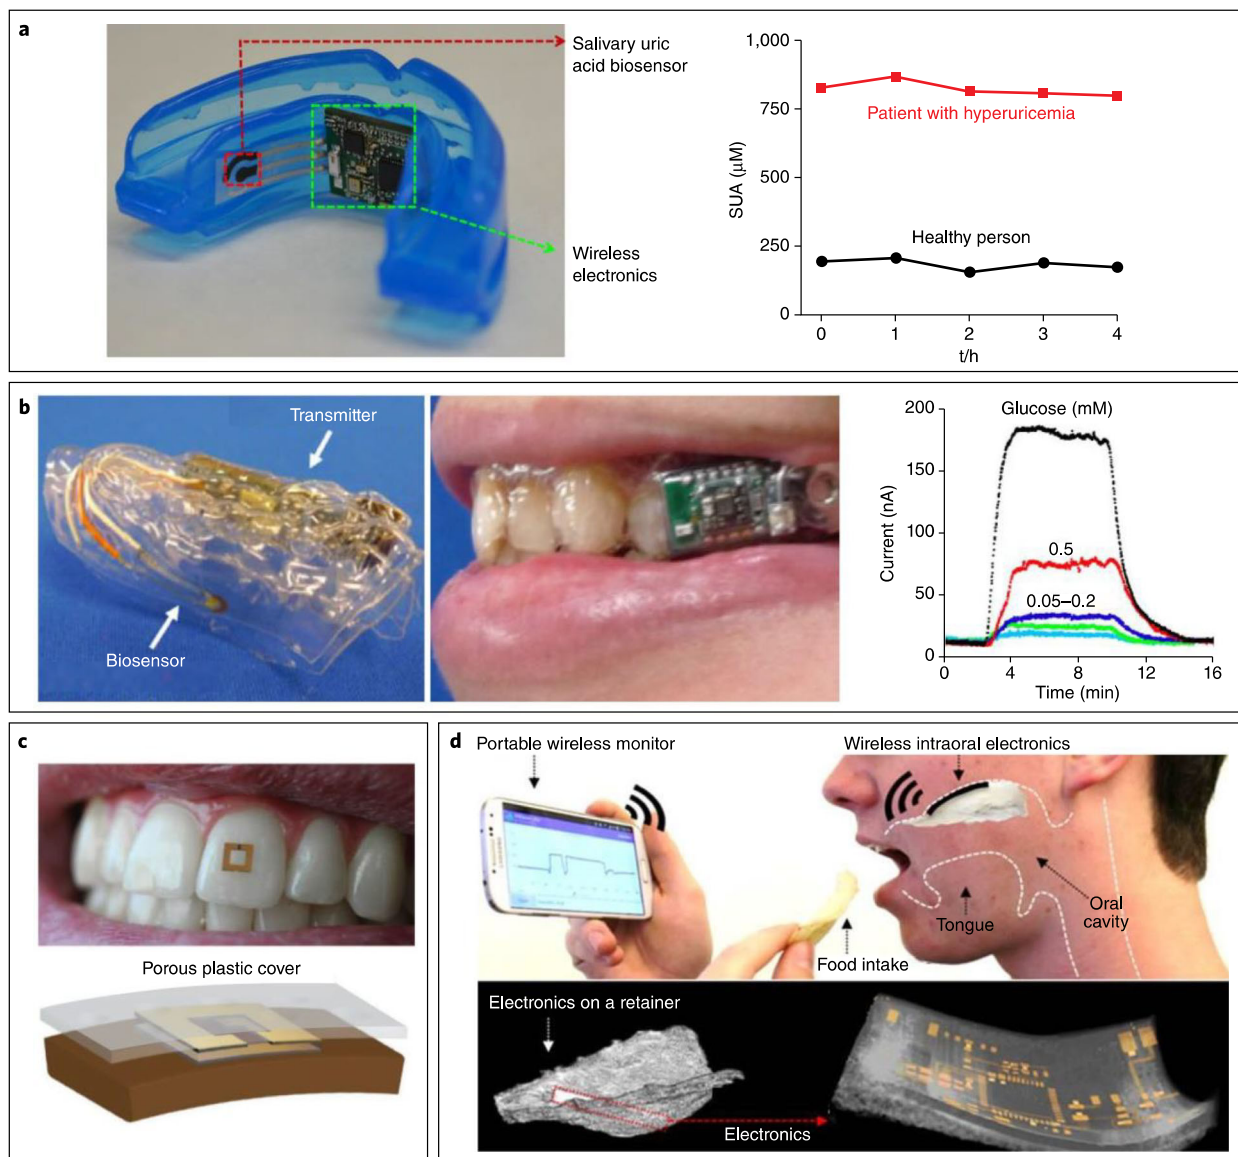 a
Salivary uric
acid biosensor
Wireless
electronics
1,000
750
500
250
0
SUA (μM)
Patient with hyperuricemia
Healthy person
0 1 2 3 4
t/h
b
Transmitter
Biosensor
200
150
100
50
0
Current (nA)
Glucose (mM)
0.5
0.05–0.2
0 4 8 12 16
Time (min)
c
Porous plastic cover
d
Portable wireless monitor
Wireless intraoral electronics
Tongue
Oral
cavity
Food intake
Electronics on a retainer
Electronics